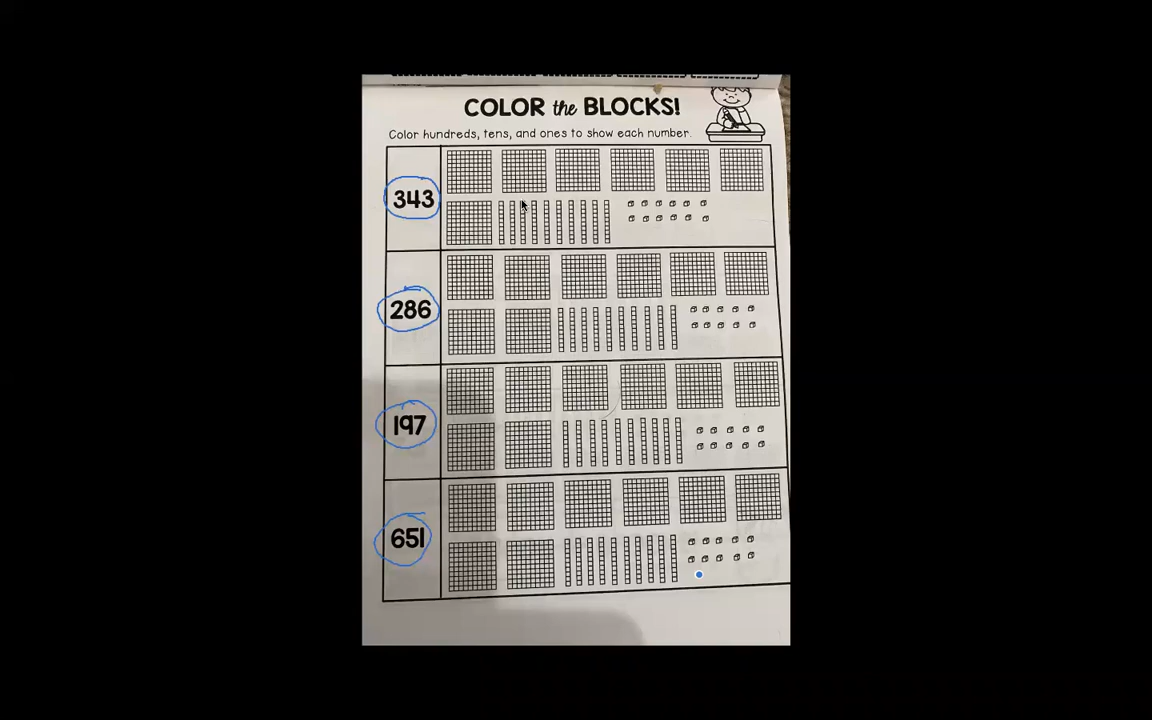 COLOR the BLOCKS!
Color hundreds, tens, and ones to show each number.
343
286
197
651